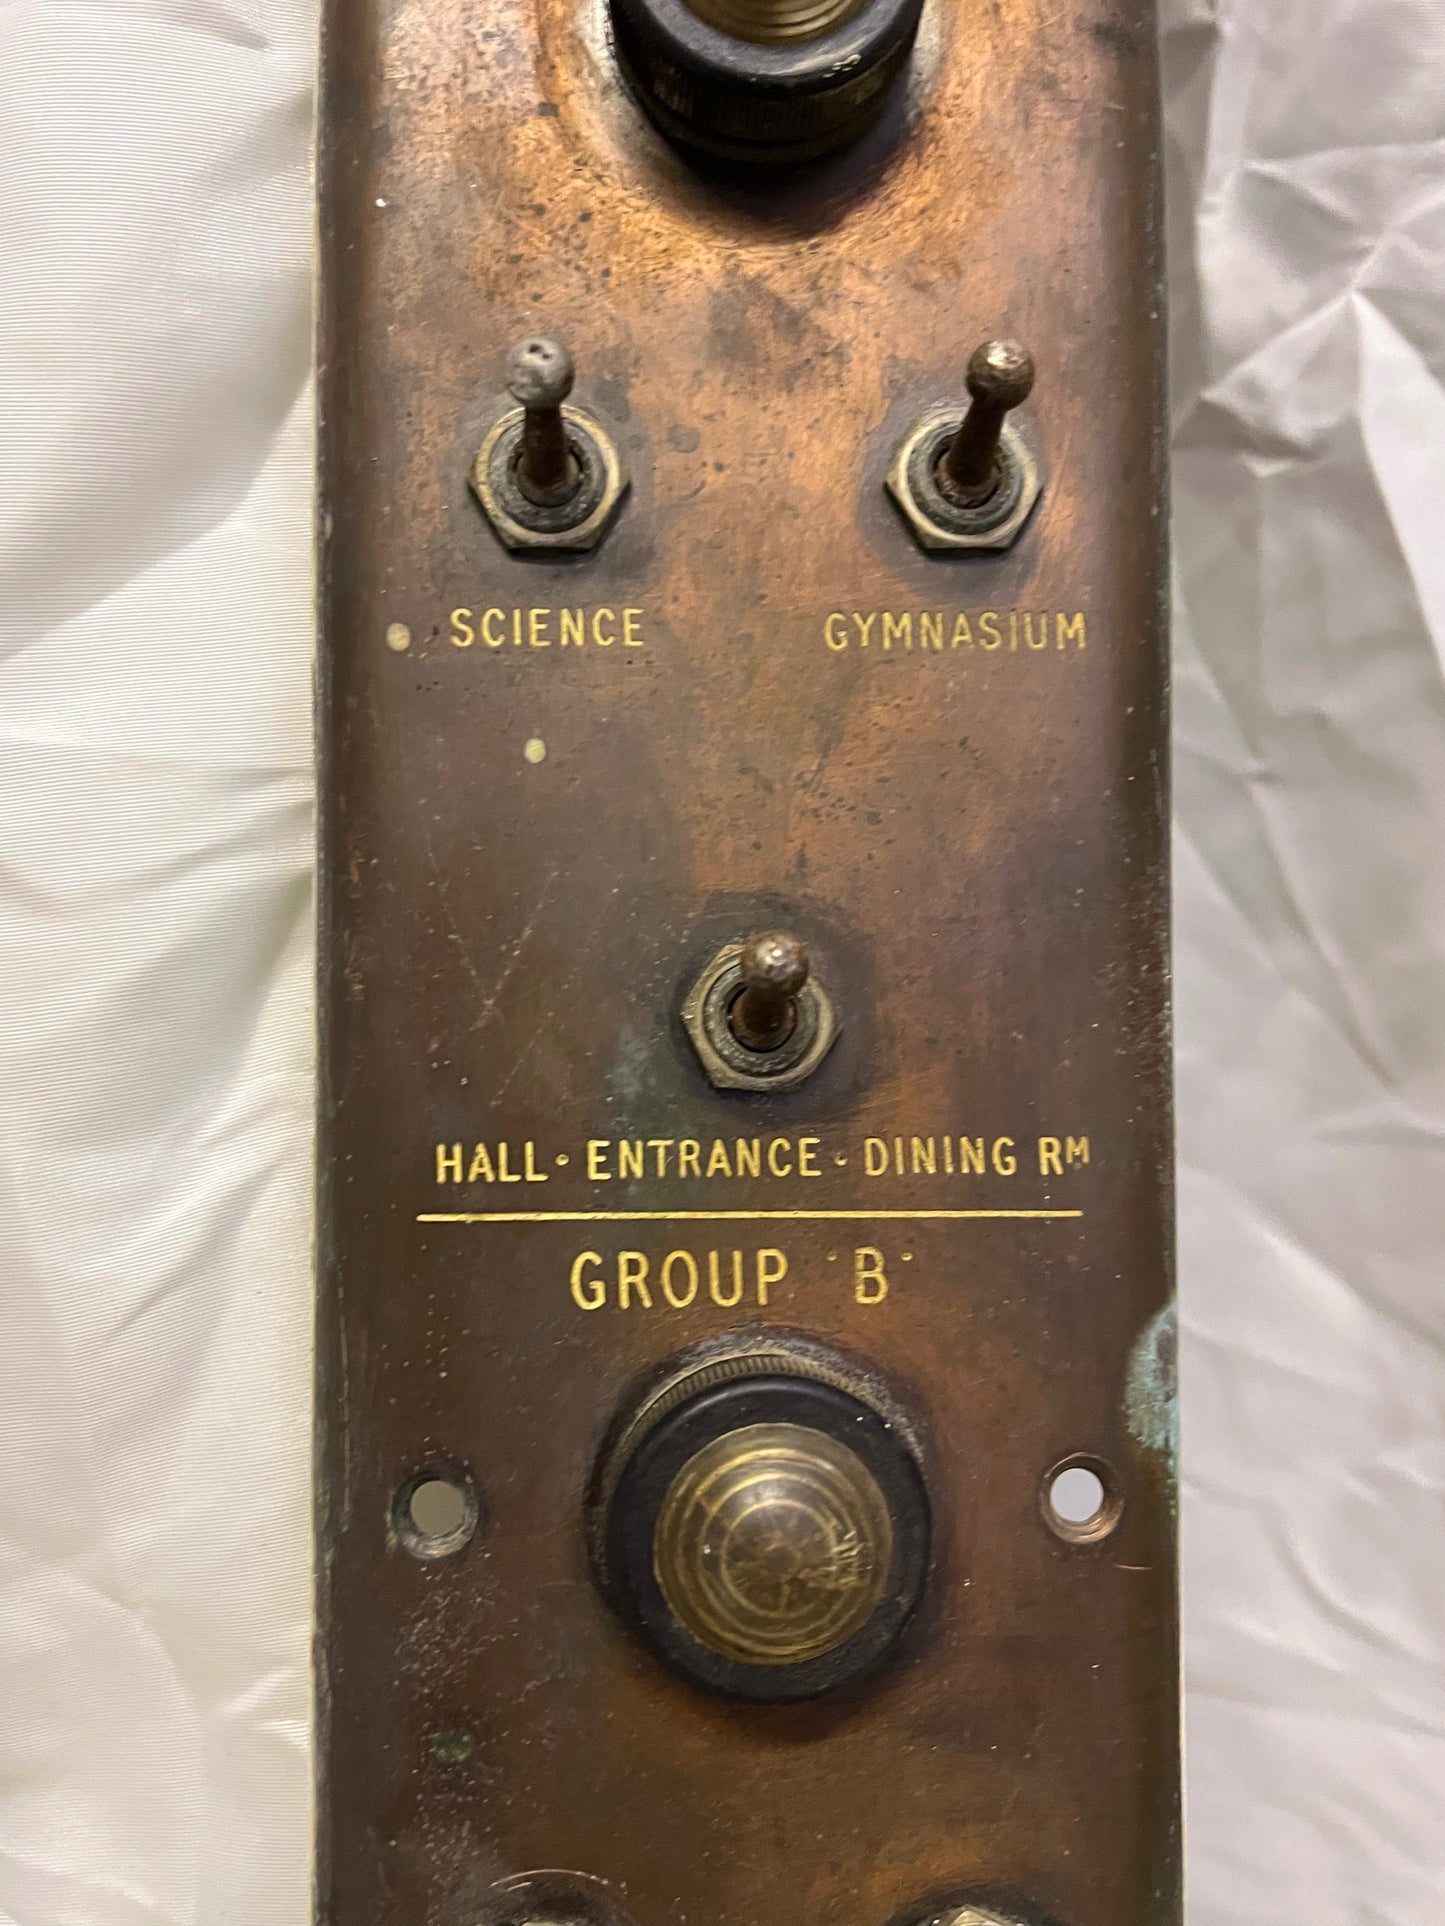 SCIENCE GYMNASIUM
HALL · ENTRANCE · DINING RM
GROUP "B"